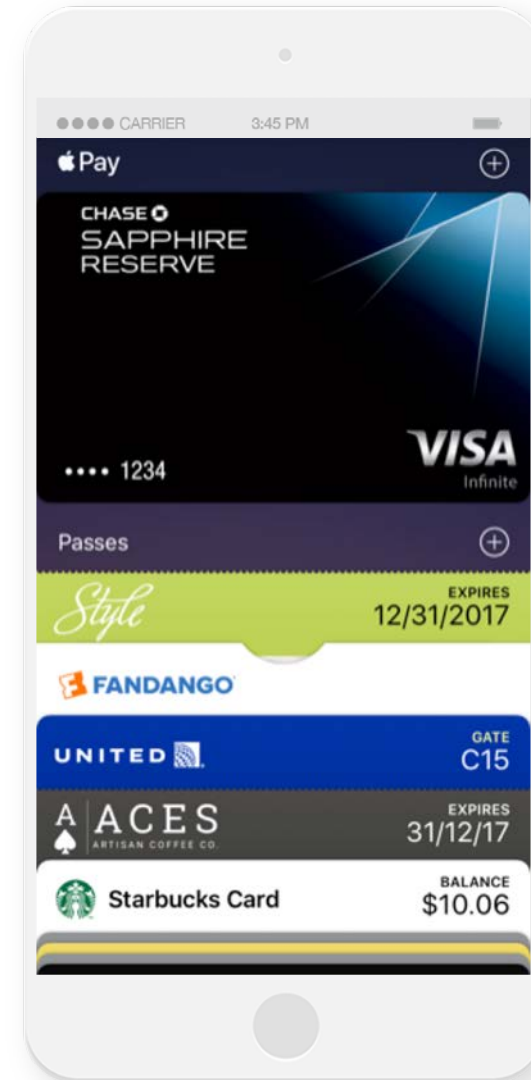 CARRIER 3:45 PM
Pay
CHASE
SAPPHIRE
RESERVE
VISA
•••• 1234
Infinite
Passes
Style
EXPIRES
12/31/2017
FANDANGO
UNITED
GATE
C15
A ACES
ARTISAN COFFEE CO.
EXPIRES
31/12/17
Starbucks Card
BALANCE
$10.06